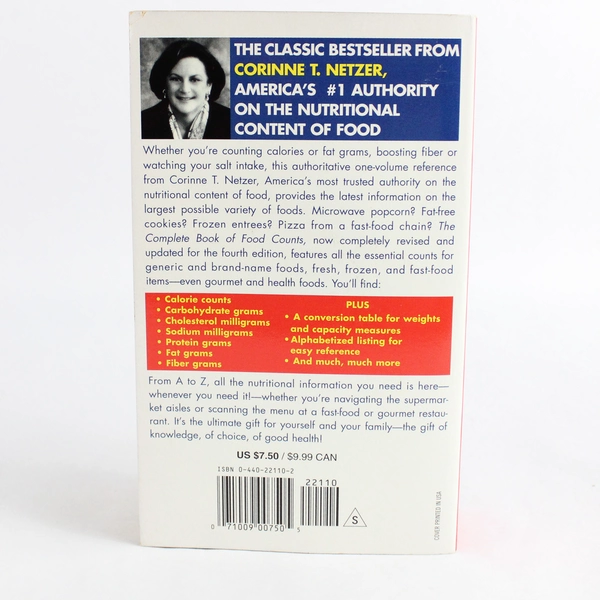 THE CLASSIC BESTSELLER FROM
CORINNE T. NETZER,
AMERICA'S #1 AUTHORITY
ON THE NUTRITIONAL
CONTENT OF FOOD
Whether you're counting calories or fat grams, boosting fiber or
watching your salt intake, this authoritative one-volume reference
from Corinne T. Netzer, America's most trusted authority on the
nutritional content of food, provides the latest information on the
largest possible variety of foods. Microwave popcorn? Fat-free
cookies? Frozen entrees? Pizza from a fast-food chain? The
Complete Book of Food Counts, now completely revised and
updated for the fourth edition, features all the essential counts for
generic and brand-name foods, fresh, frozen, and fast-food
items—even gourmet and health foods. You'll find:
• Calorie counts
• Carbohydrate grams
• Cholesterol milligrams
• Sodium milligrams
• Protein grams
• Fat grams
• Fiber grams
PLUS
• A conversion table for weights
and capacity measures
• Alphabetized listing for
easy reference
• And much, much more
From A to Z, all the nutritional information you need is here—
whenever you need it!—whether you're navigating the supermar-
ket aisles or scanning the menu at a fast-food or gourmet restau-
rant. It's the ultimate gift for yourself and your family—the gift of
knowledge, of choice, of good health!
US $7.50 / $9.99 CAN
ISBN 0-440-22110-2
22110
0 71009 00750 5
S
COVER PRINTED IN USA